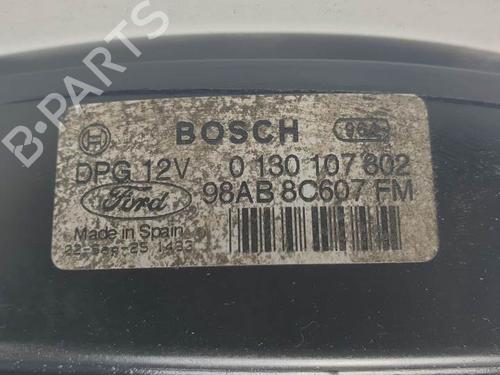 B-PARTS
BOSCH
DPG 12V 0 130 107 802
Ford 98AB 8C607 FM
Made in Spain